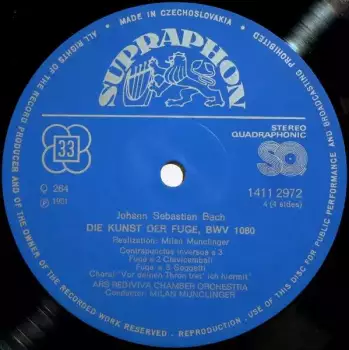 MADE IN CZECHOSLOVAKIA
ALL RIGHTS OF THE RECORD PRODUCER AND OF THE OWNER OF THE WORK RESERVED - REPRODUCTION - USE OF THIS RECORD FOR PUBLIC PERFORMANCE AND BROADCASTING PROHIBITED
SUPRAPHON
33
STEREO
QUADRAPHONIC
SQ
264
1411 2972
4 (4 sides)
Johann Sebastian Bach
DIE KUNST DER FUGE, BWV 1080
Realization: Milan Munclinger
Contrapunctus inversus a 3
Fuga a 2 Clavicembali
Fuga a 3 Soggetti
Choral "Vor deinen Thron tret' ich hiermit"
ARS REDIVIVA CHAMBER ORCHESTRA
Conductor: MILAN MUNCLINGER